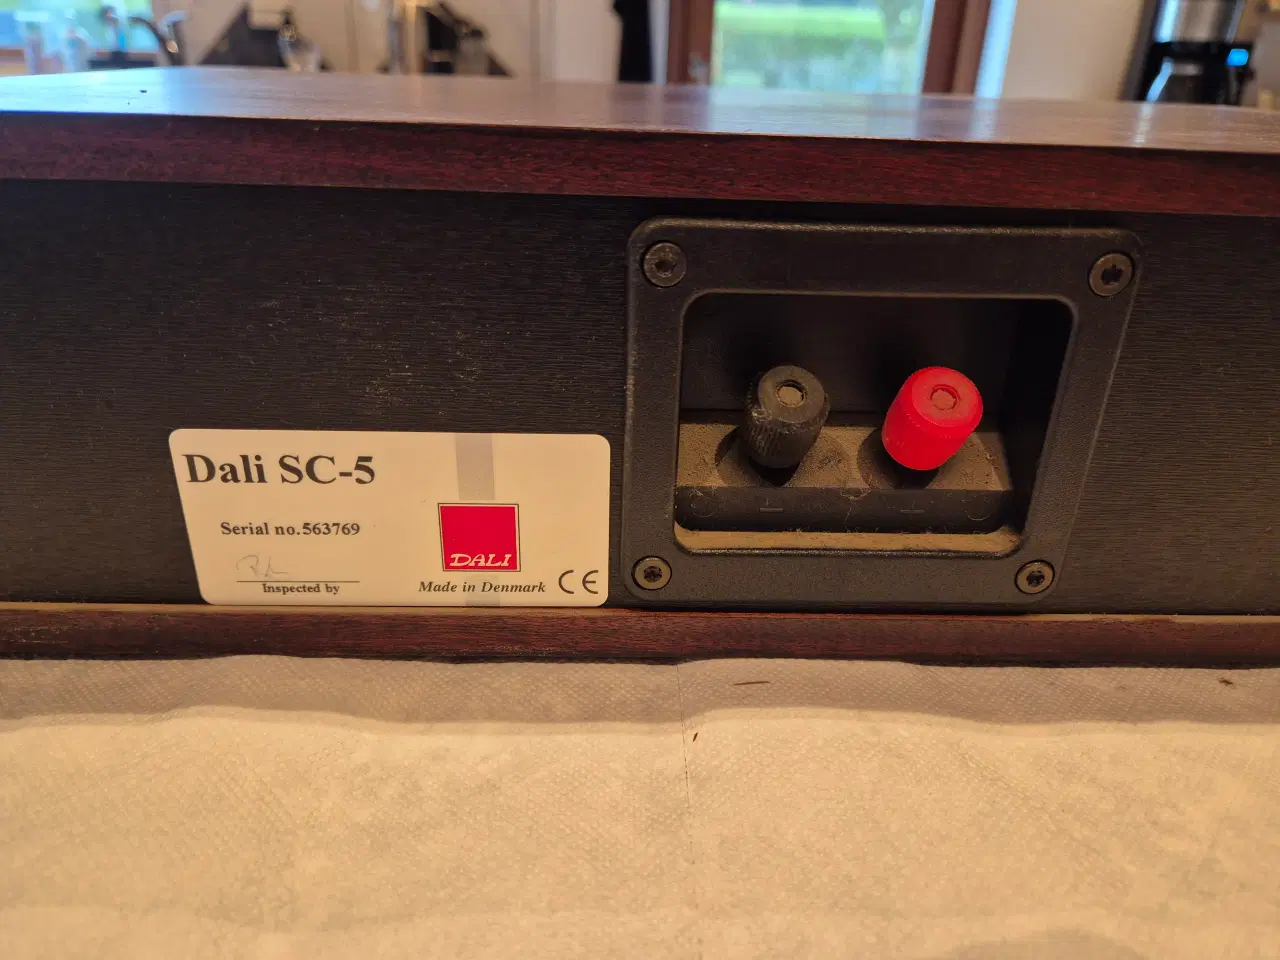 Dali SC-5
Serial no.563769
DALI
Inspected by
Made in Denmark CE